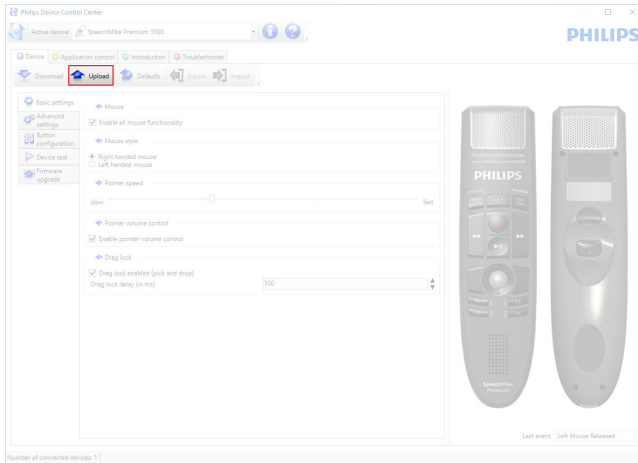 Philips Device Control Center
Active device: SpeechMike Premium 3500
PHILIPS
Device Application control Introduction Troubleshooter
Download Upload Defaults Export Import
Basic settings
Advanced settings
Button configuration
Device test
Firmware upgrade
Mouse
Enable all mouse functionality
Mouse style
Right handed mouse
Left handed mouse
Pointer speed
slow fast
Pointer volume control
Enable pointer volume control
Drag lock
Drag lock enabled (pick and drop)
Drag lock delay (in ms) 500
PHILIPS
SpeechMike
Premium
Last event Left Mouse Released
Number of connected devices: 1